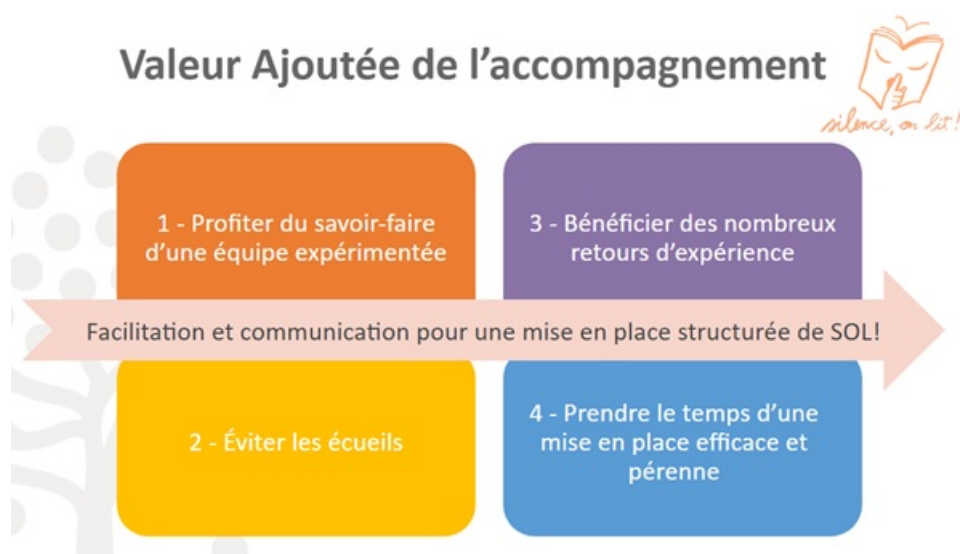 Valeur Ajoutée de l’accompagnement
silence, on lit!
1 - Profiter du savoir-faire
d’une équipe expérimentée
3 - Bénéficier des nombreux
retours d’expérience
Facilitation et communication pour une mise en place structurée de SOL!
2 - Éviter les écueils
4 - Prendre le temps d’une
mise en place efficace et
pérenne